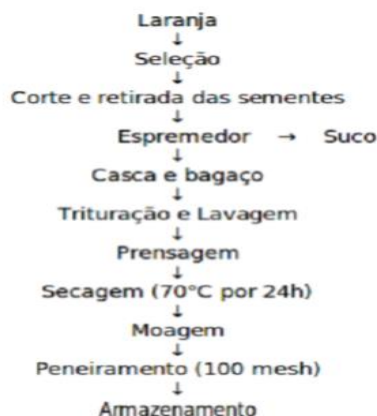 Laranja
↓
Seleção
↓
Corte e retirada das sementes
↓
Espremedor → Suco
↓
Casca e bagaço
↓
Trituração e Lavagem
↓
Prensagem
↓
Secagem (70°C por 24h)
↓
Moagem
↓
Peneiramento (100 mesh)
↓
Armazenamento